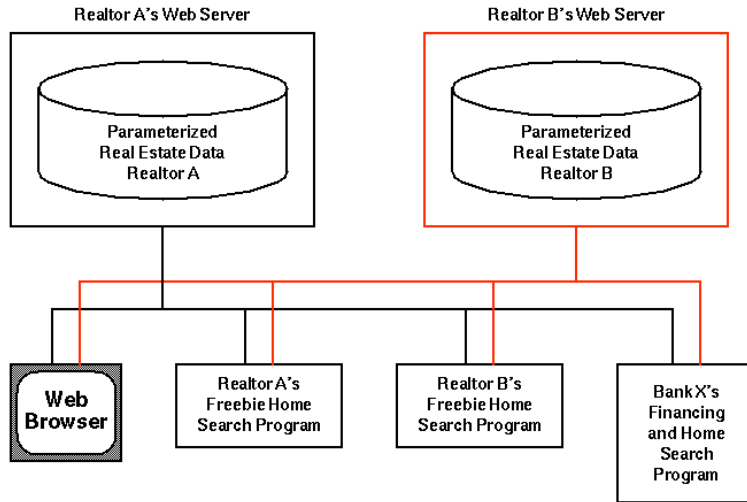 Realtor A's Web Server
Realtor B's Web Server
Parameterized
Real Estate Data
Realtor A
Parameterized
Real Estate Data
Realtor B
Web
Browser
Realtor A's
Freebie Home
Search Program
Realtor B's
Freebie Home
Search Program
Bank X's
Financing
and Home
Search
Program